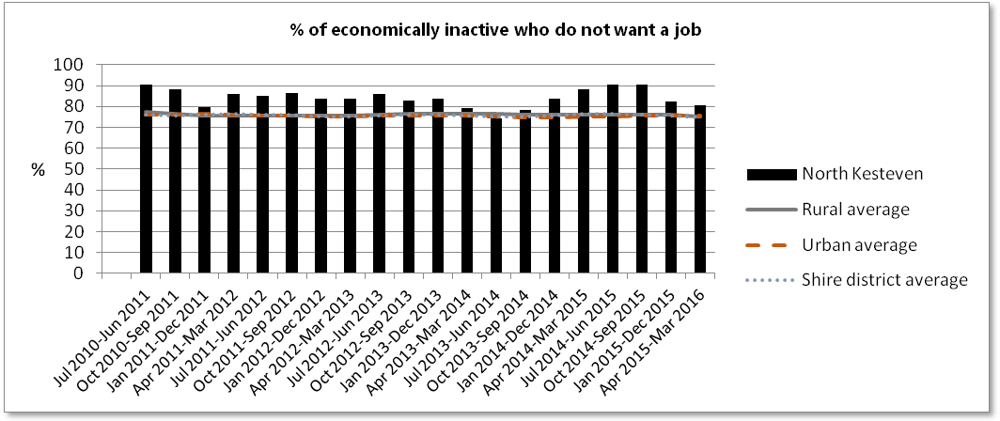 % of economically inactive who do not want a job
100
90
80
70
60
50
40
30
20
10
0
%
Jul 2010-Jun 2011
Oct 2010-Sep 2011
Jan 2011-Dec 2011
Apr 2011-Mar 2012
Jul 2011-Jun 2012
Oct 2011-Sep 2012
Jan 2012-Dec 2012
Apr 2012-Mar 2013
Jul 2012-Jun 2013
Oct 2012-Sep 2013
Jan 2013-Dec 2013
Apr 2013-Mar 2014
Jul 2013-Jun 2014
Oct 2013-Sep 2014
Jan 2014-Dec 2014
Apr 2014-Mar 2015
Jul 2014-Jun 2015
Oct 2014-Sep 2015
Jan 2015-Dec 2015
Apr 2015-Mar 2016
North Kesteven
Rural average
Urban average
Shire district average